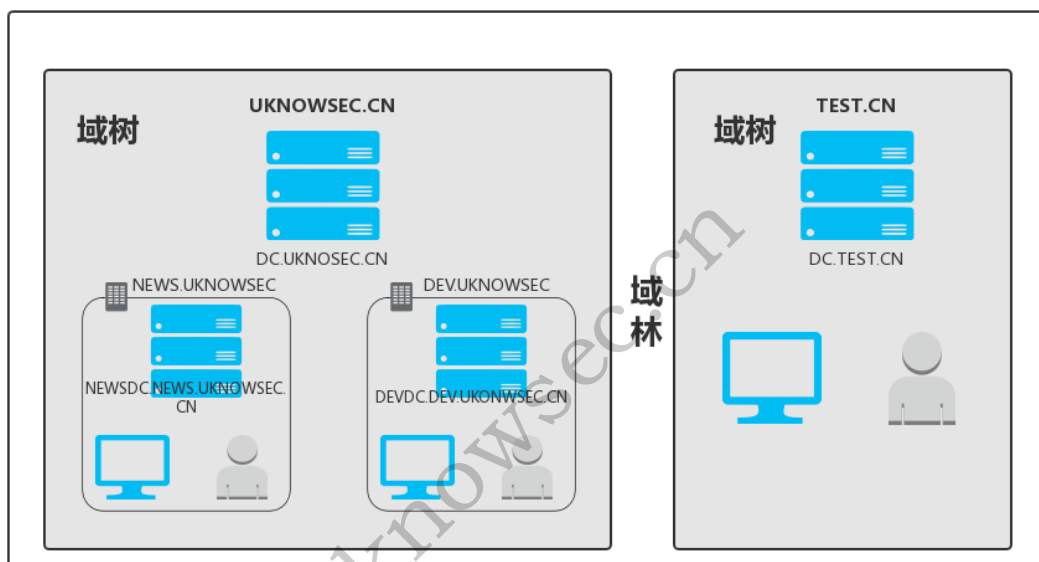 UKNOWSEC.CN
域树
DC.UKNOSEC.CN
NEWS.UKNOWSEC
NEWSDC.NEWS.UKNOWSEC.
CN
DEV.UKNOWSEC
DEVDC.DEV.UKONWSEC.CN
域
林
TEST.CN
域树
DC.TEST.CN
uknowsec.cn